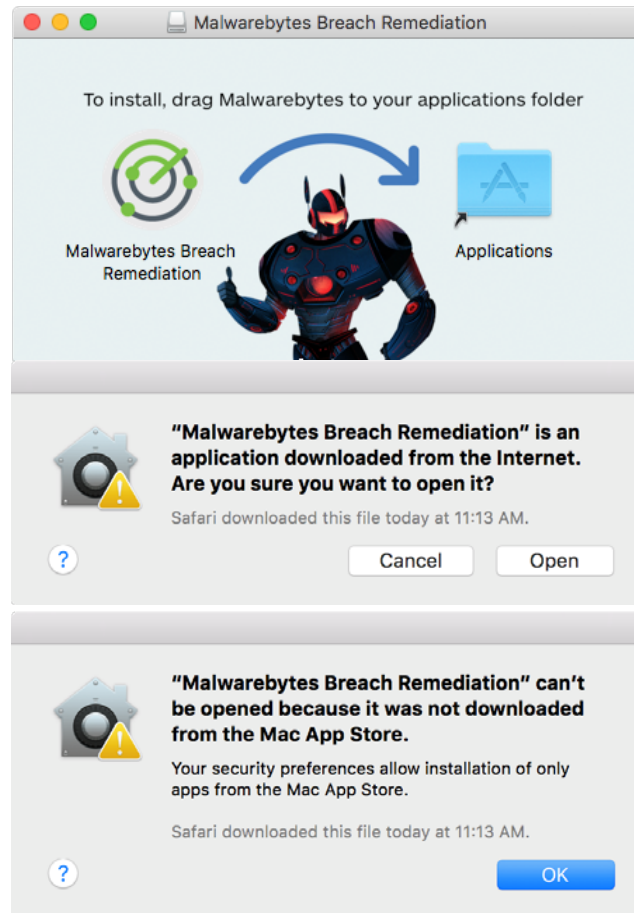 Malwarebytes Breach Remediation
To install, drag Malwarebytes to your applications folder
Malwarebytes Breach
Remediation
Applications
“Malwarebytes Breach Remediation” is an
application downloaded from the Internet.
Are you sure you want to open it?
Safari downloaded this file today at 11:13 AM.
?
Cancel
Open
“Malwarebytes Breach Remediation” can’t
be opened because it was not downloaded
from the Mac App Store.
Your security preferences allow installation of only
apps from the Mac App Store.
Safari downloaded this file today at 11:13 AM.
?
OK